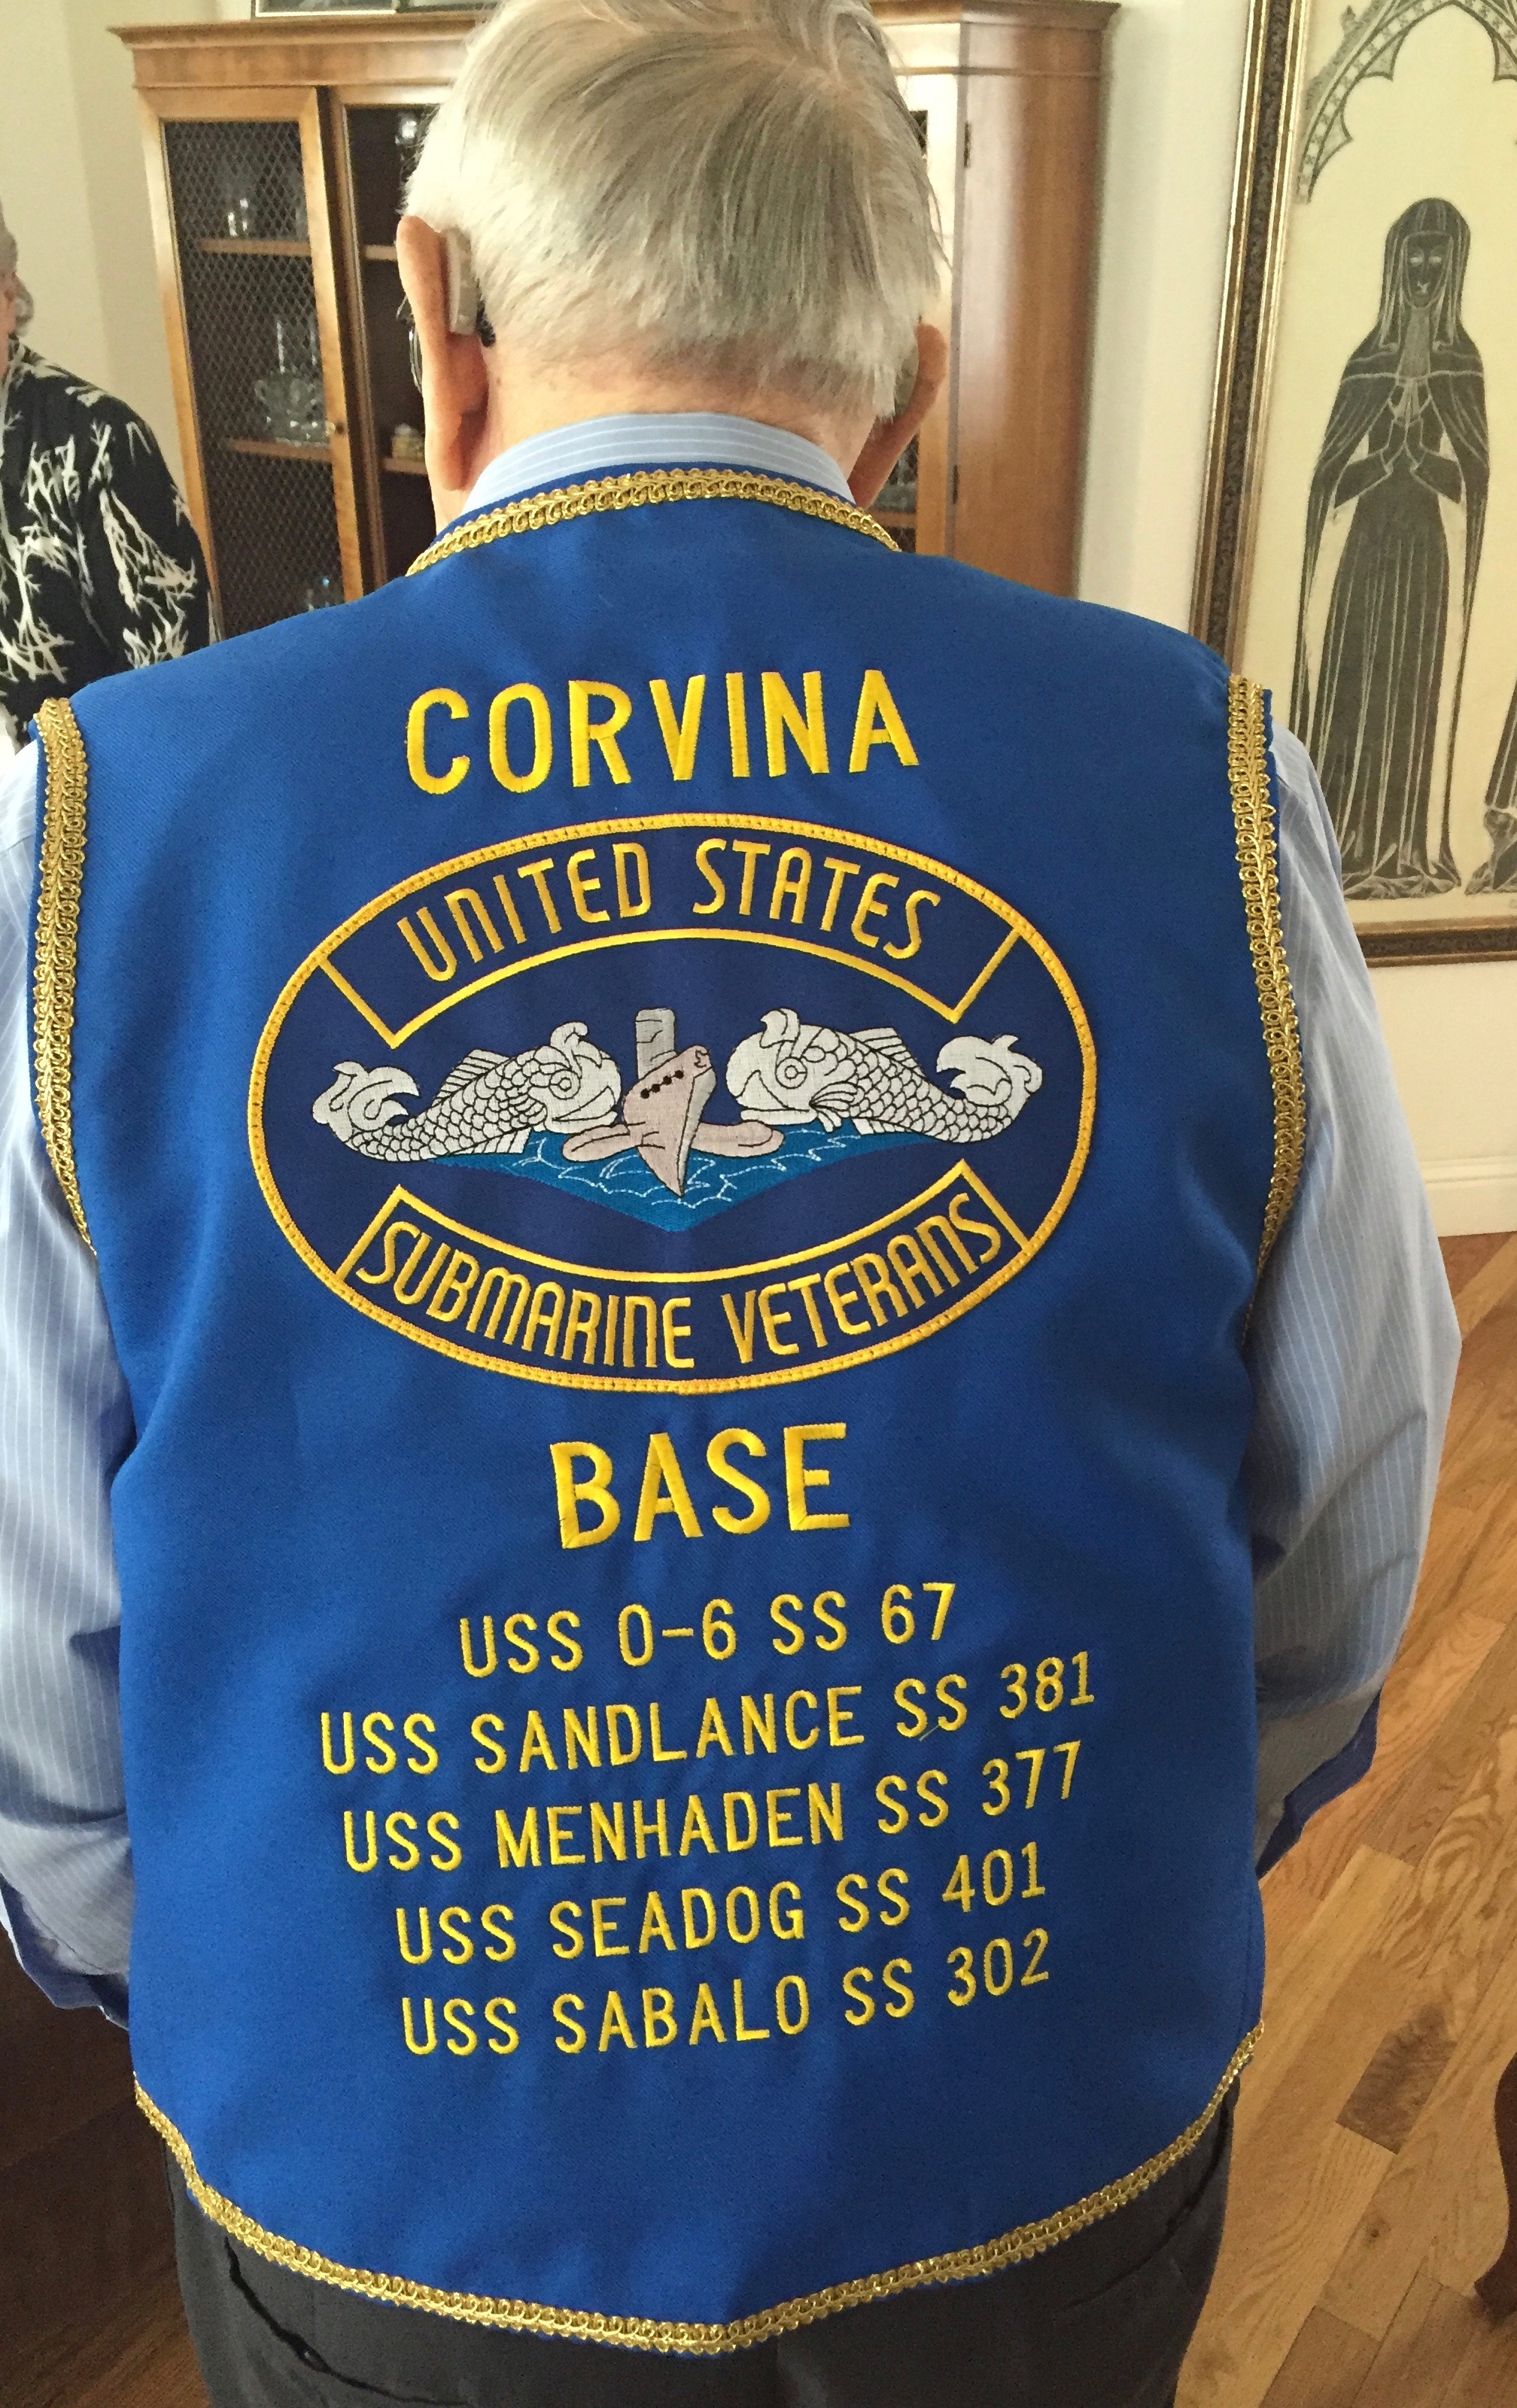 CORVINA
UNITED STATES
SUBMARINE VETERANS
BASE
USS O-6 SS 67
USS SANDLANCE SS 381
USS MENHADEN SS 377
USS SEADOG SS 401
USS SABALO SS 302